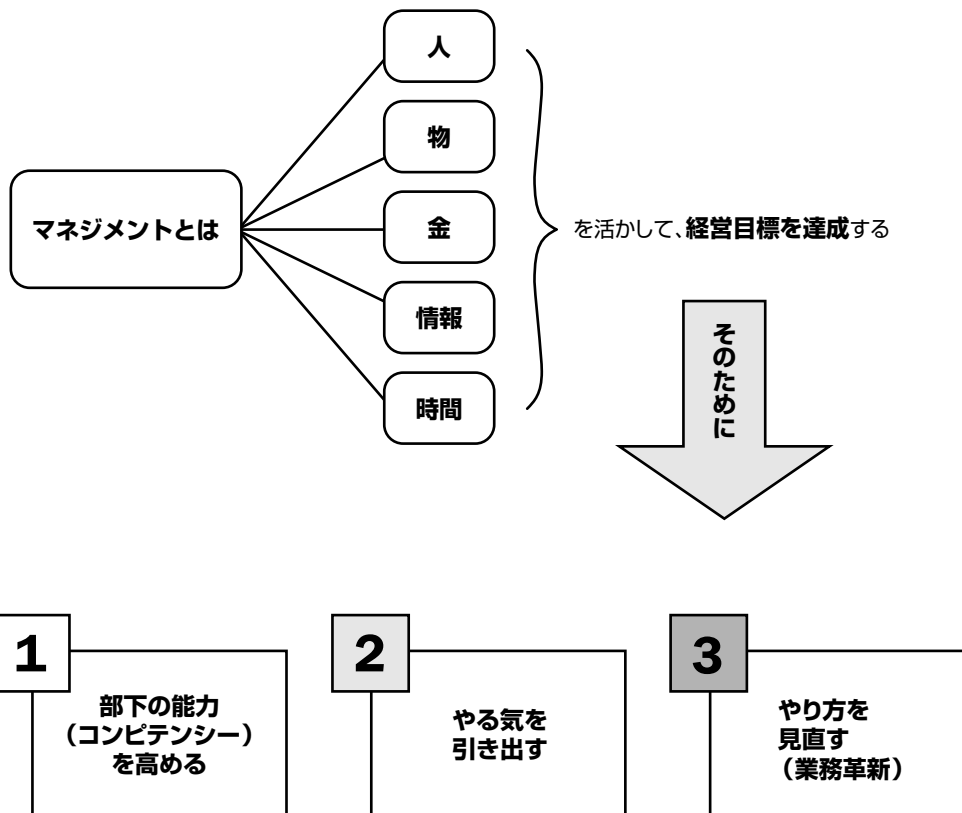 マネジメントとは
人
物
金
情報
時間
を活かして、経営目標を達成する
そのために
1
部下の能力
（コンピテンシー）
を高める
2
やる気を
引き出す
3
やり方を
見直す
（業務革新）